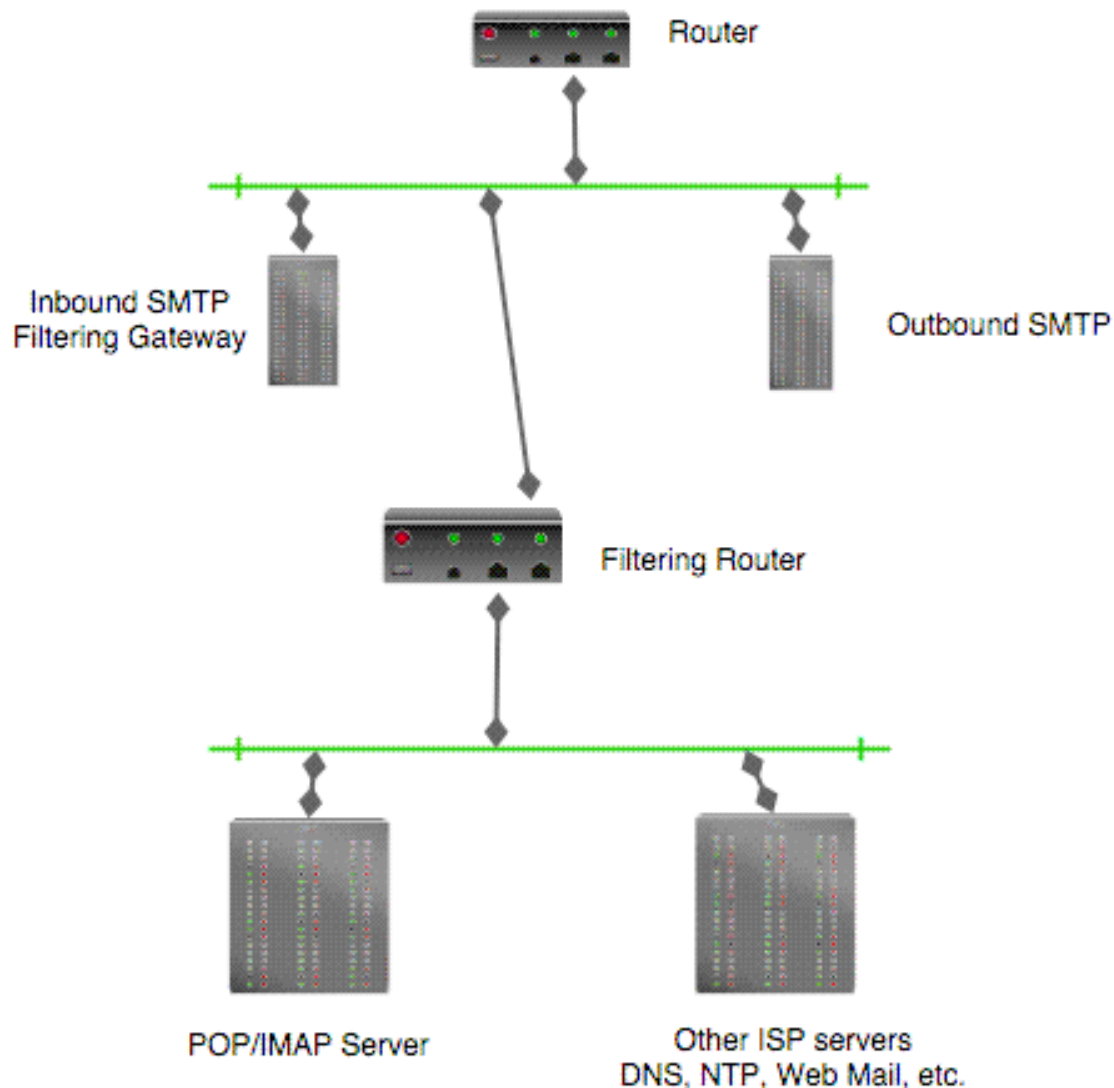 Router
Inbound SMTP
Filtering Gateway
Outbound SMTP
Filtering Router
POP/IMAP Server
Other ISP servers
DNS, NTP, Web Mail, etc.